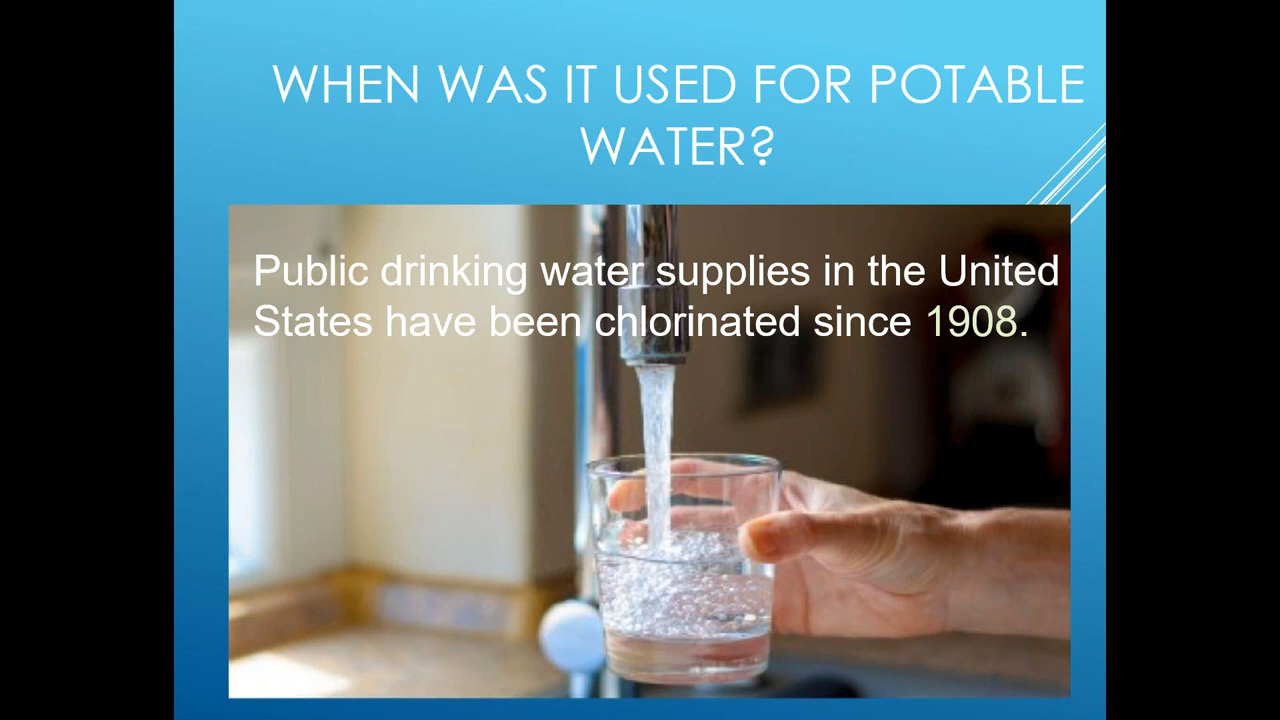 WHEN WAS IT USED FOR POTABLE
WATER?
Public drinking water supplies in the United
States have been chlorinated since 1908.